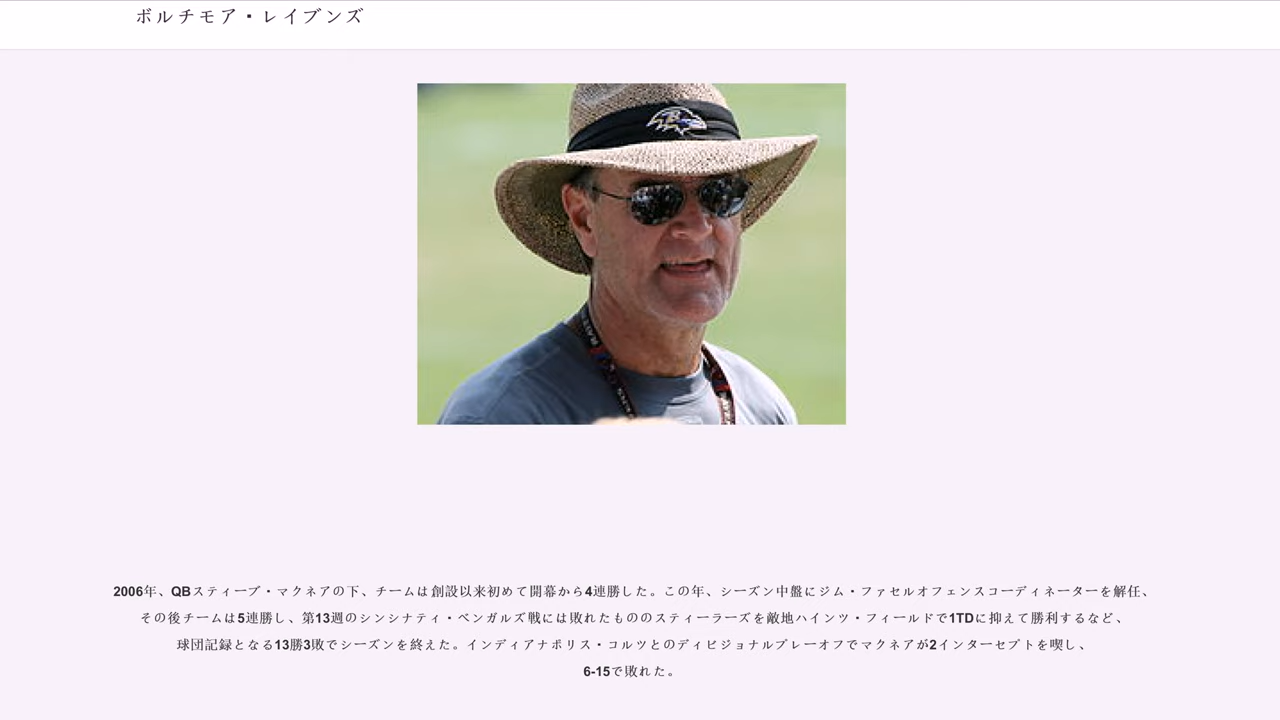 ボルチモア・レイブンズ
2006年、QBスティーブ・マクネアの下、チームは創設以来初めて開幕から4連勝した。この年、シーズン中盤にジム・ファセルオフェンスコーディネーターを解任、
その後チームは5連勝し、第13週のシンシナティ・ベンガルズ戦には敗れたもののスティーラーズを敵地ハインツ・フィールドで1TDに抑えて勝利するなど、
球団記録となる13勝3敗でシーズンを終えた。インディアナポリス・コルツとのディビジョナルプレーオフでマクネアが2インターセプトを喫し、
6-15で敗れた。